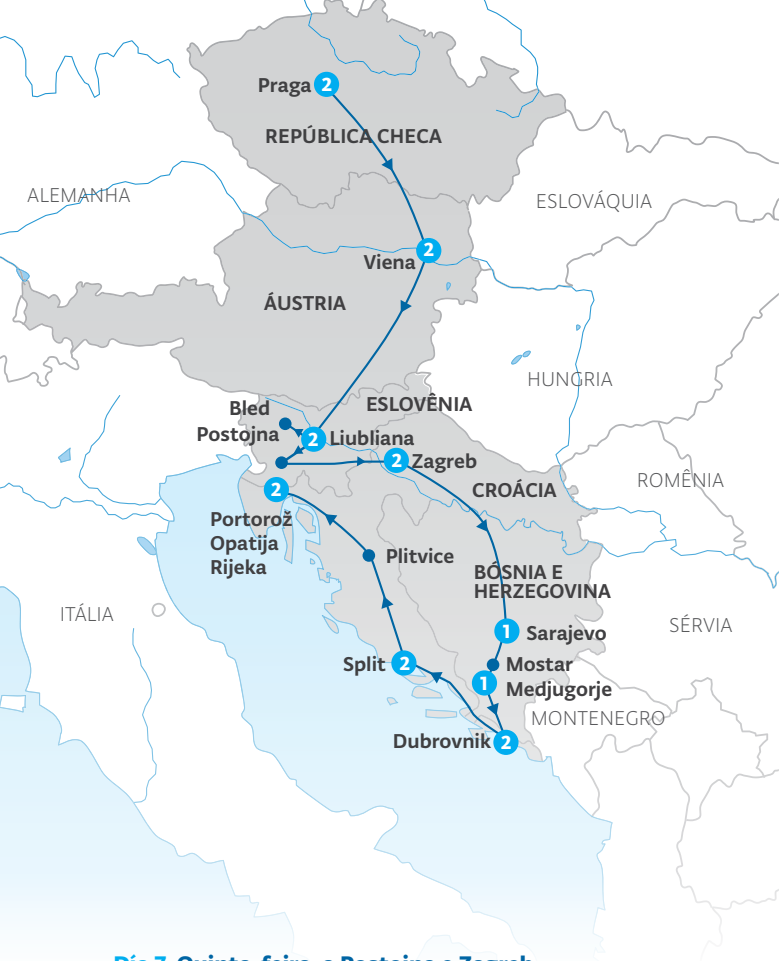 Praga 2
REPÚBLICA CHECA
ALEMANHA
ESLOVÁQUIA
2
Viena
ÁUSTRIA
HUNGRIA
Bled
ESLOVÊNIA
Postojna
2 Liubliana
2 Zagreb
ROMÊNIA
CROÁCIA
2
Portorož
Opatija
Rijeka
Plitvice
BÓSNIA E
HERZEGOVINA
ITÁLIA
SÉRVIA
1 Sarajevo
Split 2
Mostar
1 Medjugorje
MONTENEGRO
Dubrovnik 2